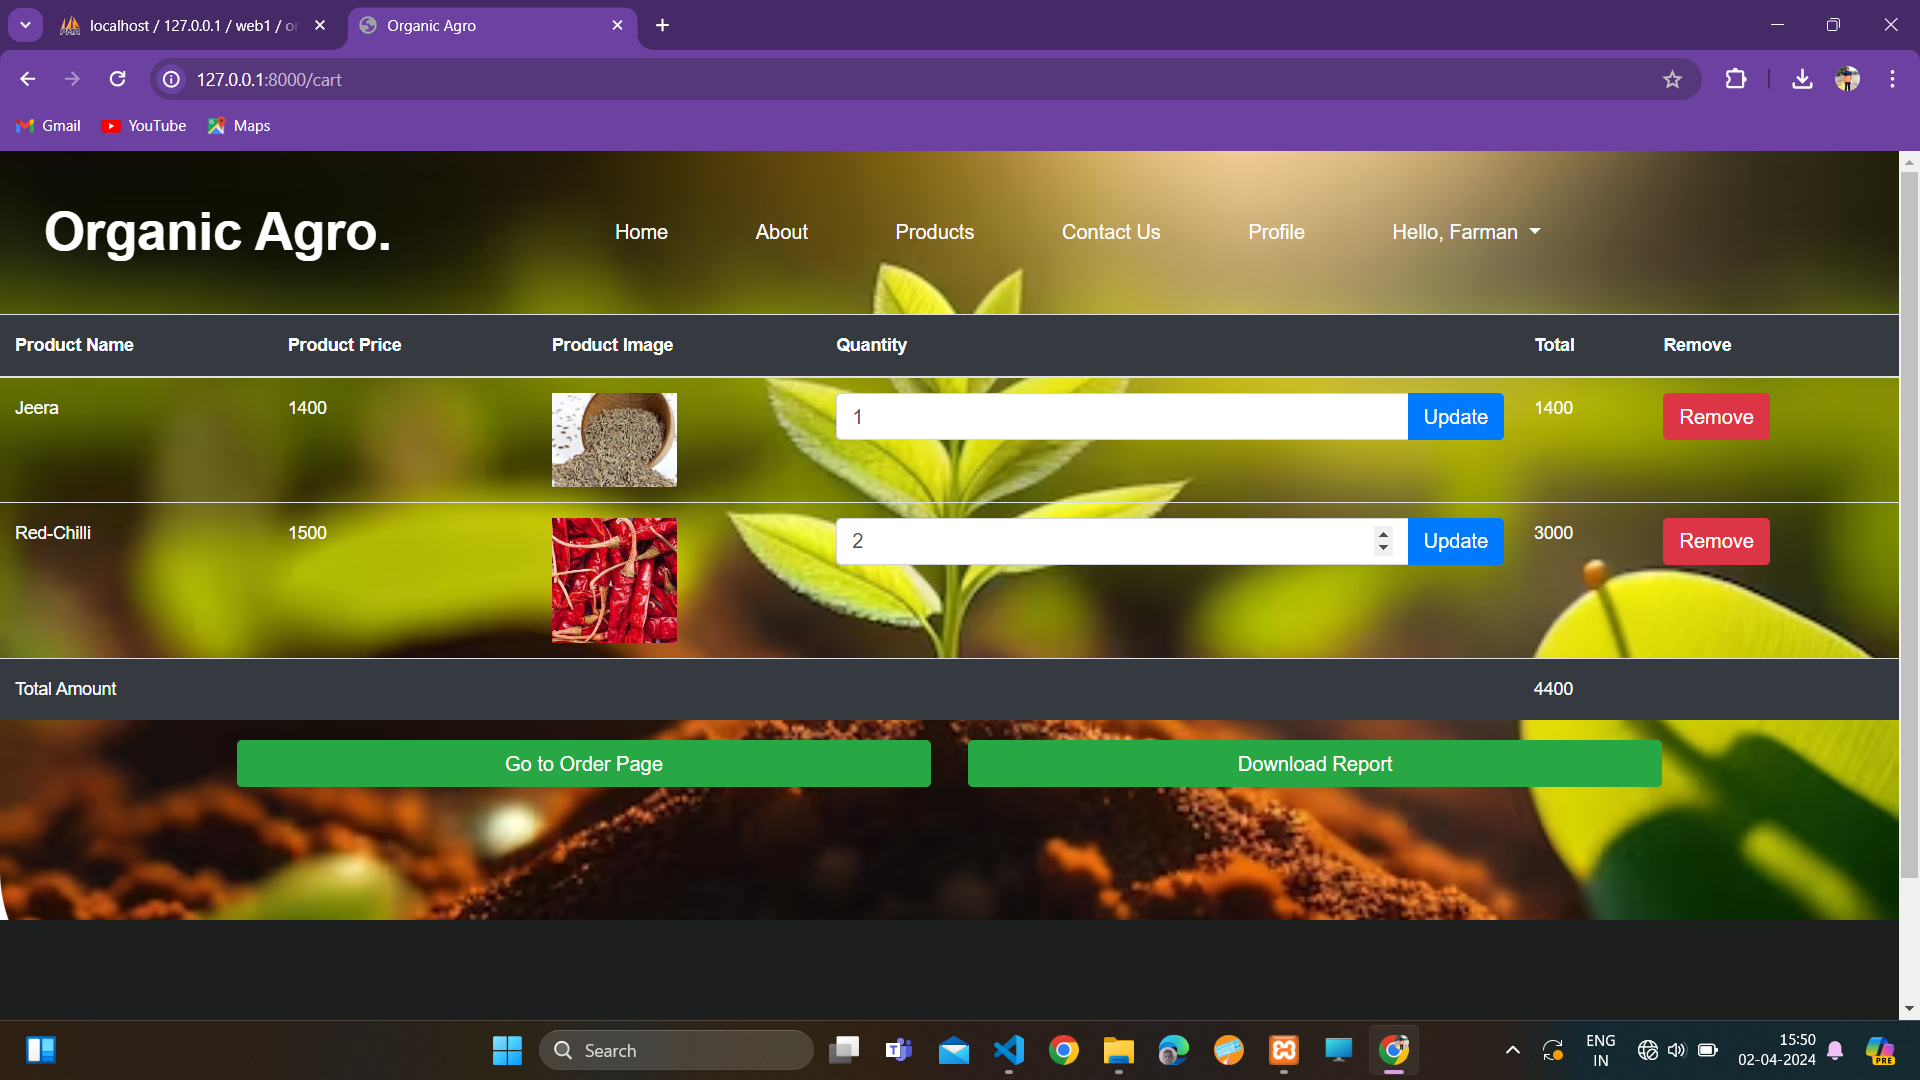 localhost / 127.0.0.1 / web1 / or
Organic Agro
127.0.0.1:8000/cart
Gmail
YouTube
Maps
Organic Agro.
Home
About
Products
Contact Us
Profile
Hello, Farman
Product Name
Product Price
Product Image
Quantity
Total
Remove
Jeera
1400
1
Update
1400
Remove
Red-Chilli
1500
2
Update
3000
Remove
Total Amount
4400
Go to Order Page
Download Report
Search
ENG
IN
15:50
02-04-2024
PRE